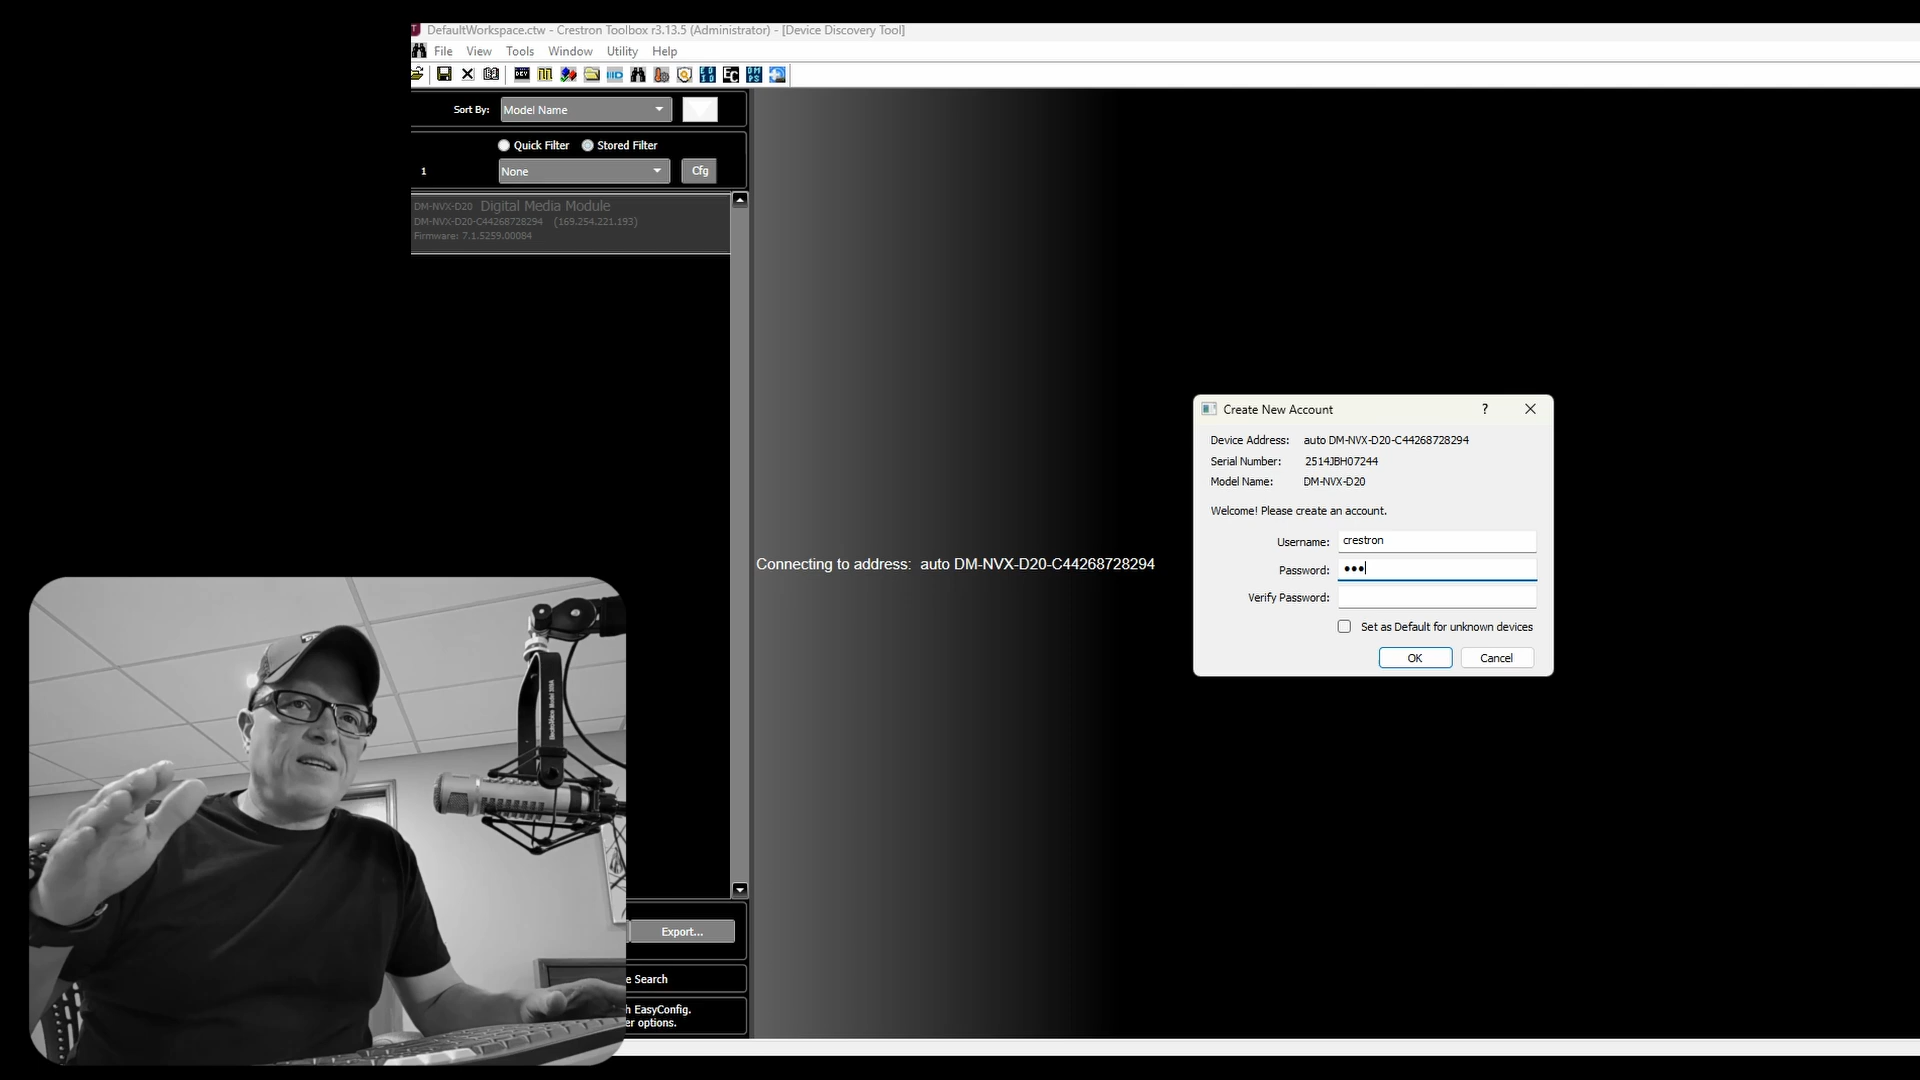 DefaultWorkspace.ctw - Crestron Toolbox r3.13.5 (Administrator) - [Device Discovery Tool]
File View Tools Window Utility Help
Sort By: Model Name
Quick Filter Stored Filter
1 None Cfg
DM-NVX-D20 Digital Media Module
DM-NVX-D20-C44268728294 (169.254.221.193)
Firmware: 7.1.5259.00084
Connecting to address: auto DM-NVX-D20-C44268728294
Create New Account ?
Device Address: auto DM-NVX-D20-C44268728294
Serial Number: 2514JBH07244
Model Name: DM-NVX-D20
Welcome! Please create an account.
Username: crestron
Password: •••
Verify Password:
Set as Default for unknown devices
OK Cancel
Export...
e Search
h EasyConfig.
er options.